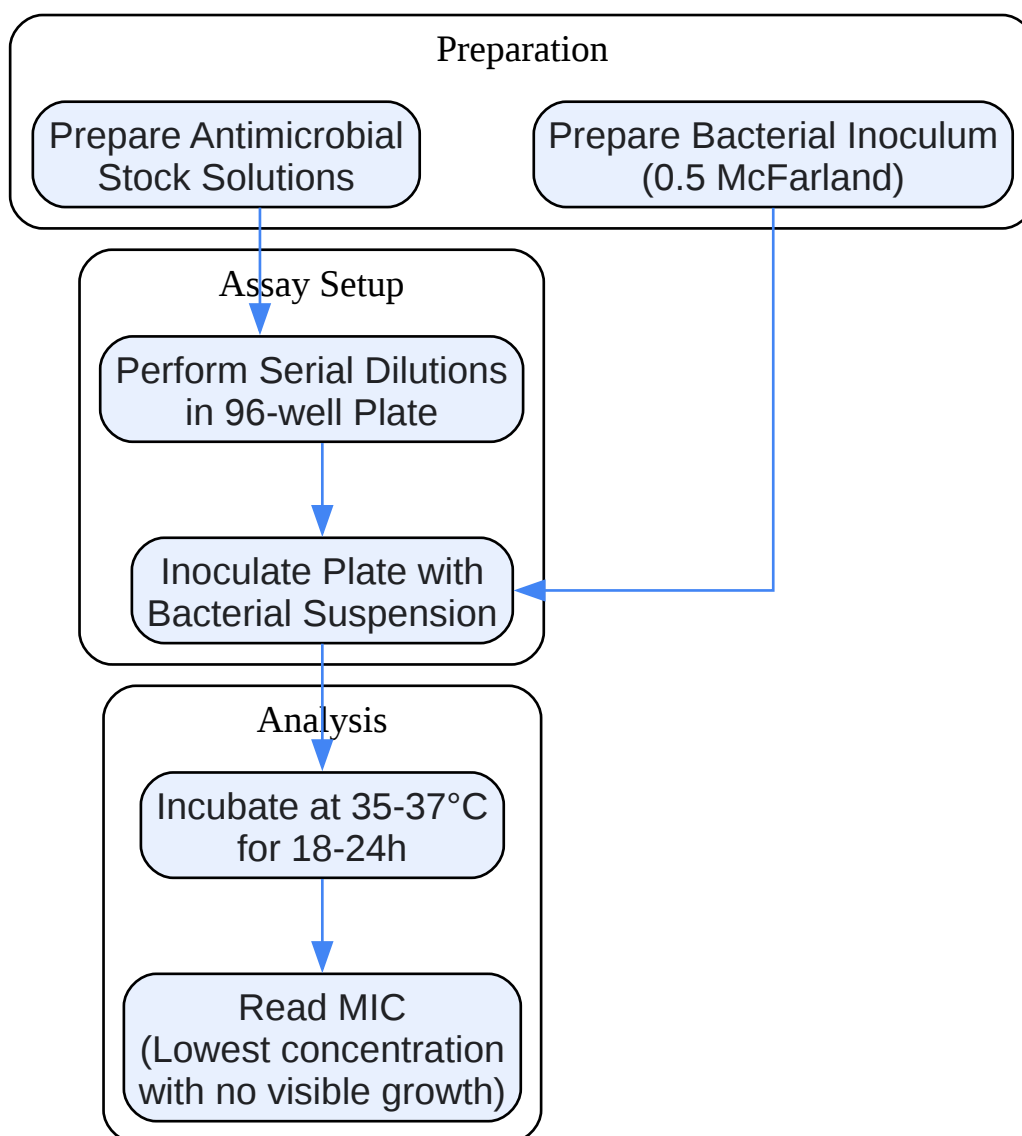 Preparation
Prepare Antimicrobial
Stock Solutions
Prepare Bacterial Inoculum
(0.5 McFarland)
Assay Setup
Perform Serial Dilutions
in 96-well Plate
Inoculate Plate with
Bacterial Suspension
Analysis
Incubate at 35-37°C
for 18-24h
Read MIC
(Lowest concentration
with no visible growth)